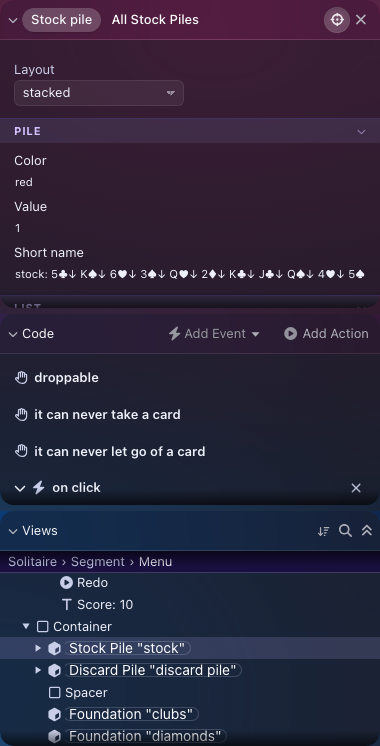 Stock pile All Stock Piles
Layout
stacked
PILE
Color
red
Value
1
Short name
stock: 5♣↓ K♠↓ 6♥↓ 3♠↓ Q♥↓ 2♦↓ K♣↓ J♣↓ Q♠↓ 4♥↓ 5♠
LIST
Code Add Event Add Action
droppable
it can never take a card
it can never let go of a card
on click
Views
Solitaire › Segment › Menu
Redo
Score: 10
Container
Stock Pile "stock"
Discard Pile "discard pile"
Spacer
Foundation "clubs"
Foundation "diamonds"